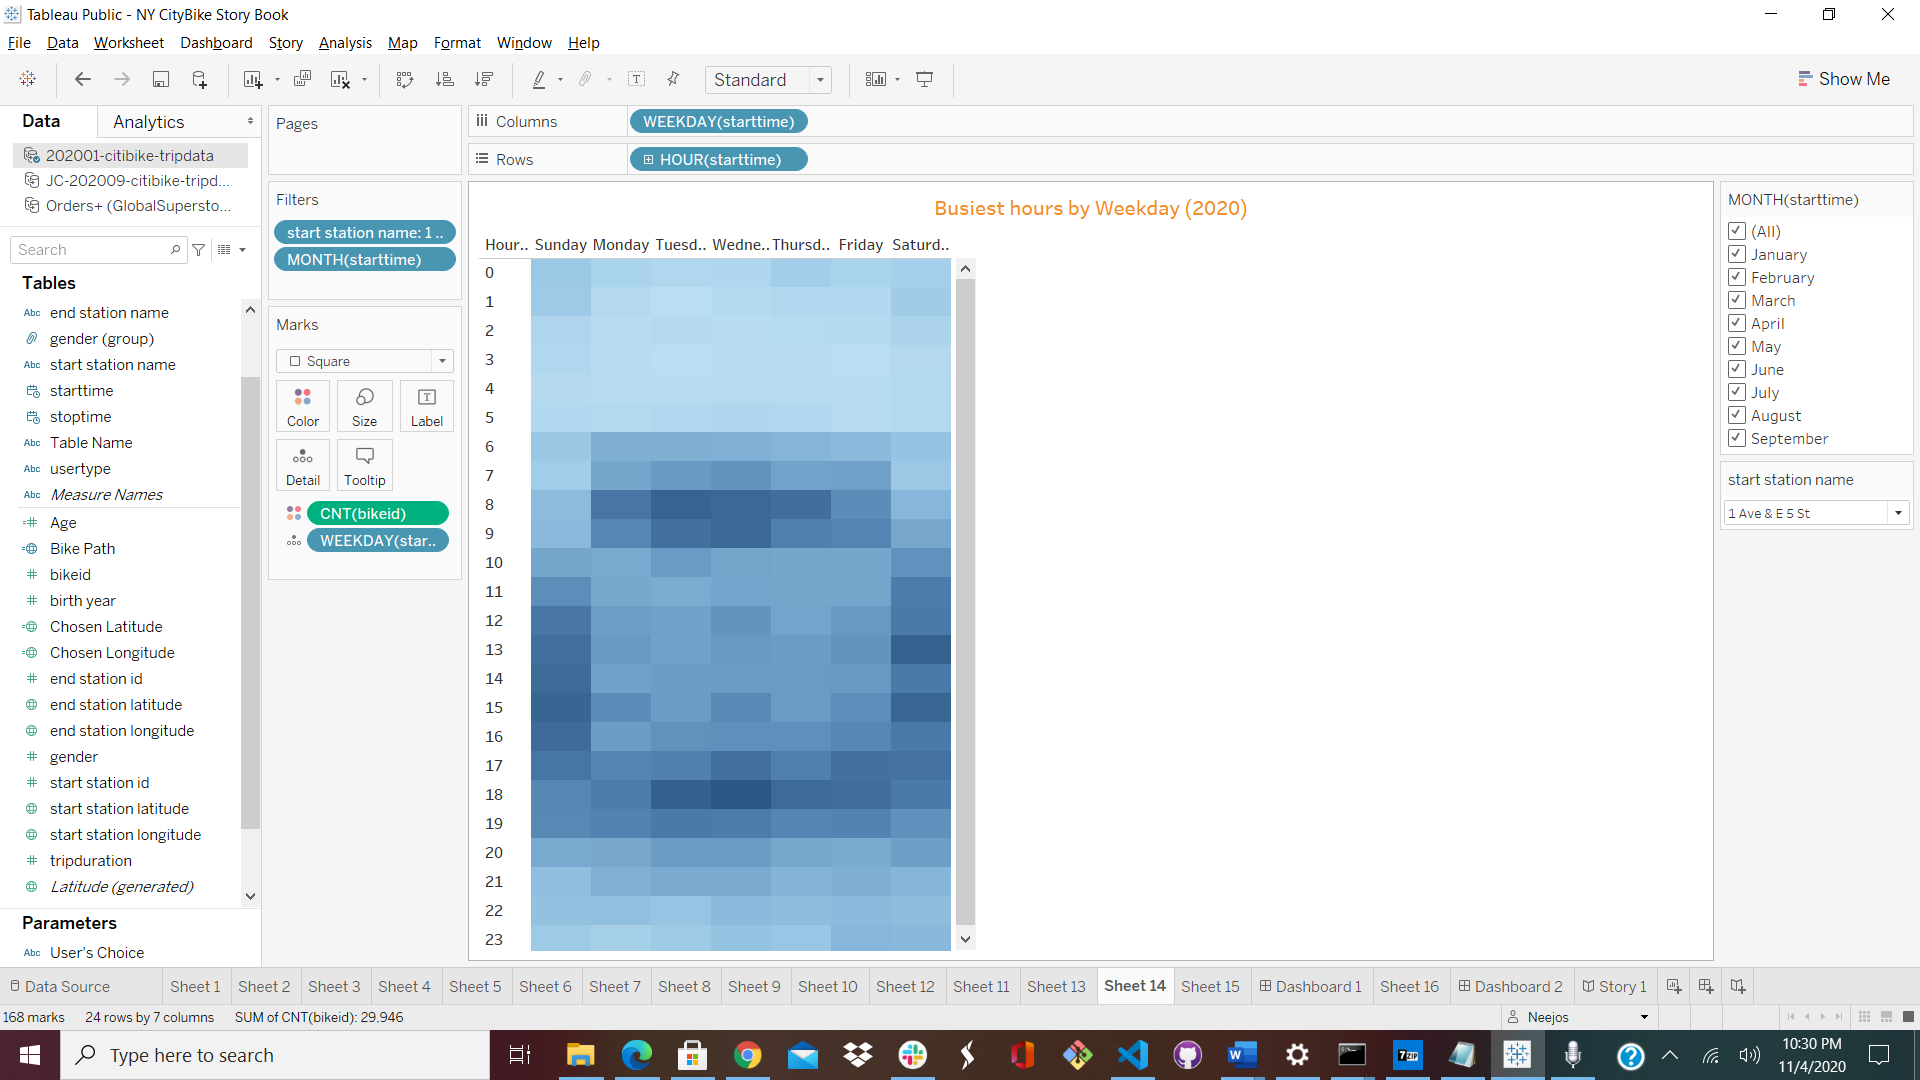 Tableau Public - NY CityBike Story Book
File Data Worksheet Dashboard Story Analysis Map Format Window Help
Standard
Show Me
Data
Analytics
202001-citibike-tripdata
JC-202009-citibike-tripd...
Orders+ (GlobalSupersto...
Search
Tables
Abc end station name
gender (group)
Abc start station name
starttime
stoptime
Abc Table Name
Abc usertype
Abc Measure Names
Age
Bike Path
bikeid
birth year
Chosen Latitude
Chosen Longitude
end station id
end station latitude
end station longitude
gender
start station id
start station latitude
start station longitude
tripduration
Latitude (generated)
Parameters
Abc User's Choice
Pages
Filters
start station name: 1 ..
MONTH(starttime)
Marks
Square
Color Size Label
Detail Tooltip
CNT(bikeid)
WEEKDAY(star..
Columns WEEKDAY(starttime)
Rows HOUR(starttime)
Busiest hours by Weekday (2020)
Hour.. Sunday Monday Tuesd.. Wedne.. Thursd.. Friday Saturd..
0
1
2
3
4
5
6
7
8
9
10
11
12
13
14
15
16
17
18
19
20
21
22
23
MONTH(starttime)
(All)
January
February
March
April
May
June
July
August
September
start station name
1 Ave & E 5 St
Data Source Sheet 1 Sheet 2 Sheet 3 Sheet 4 Sheet 5 Sheet 6 Sheet 7 Sheet 8 Sheet 9 Sheet 10 Sheet 12 Sheet 11 Sheet 13 Sheet 14 Sheet 15 Dashboard 1 Sheet 16 Dashboard 2 Story 1
168 marks 24 rows by 7 columns SUM of CNT(bikeid): 29,946
Neejos
Type here to search
7ZIP
10:30 PM
11/4/2020